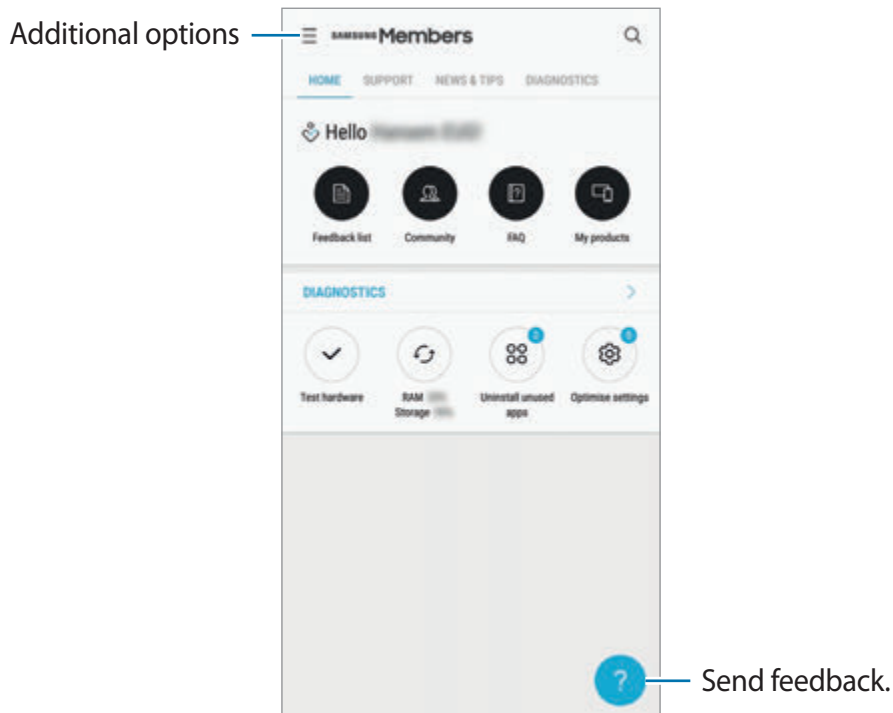 Additional options
SAMSUNG Members
HOME SUPPORT NEWS & TIPS DIAGNOSTICS
Hello
Feedback list Community FAQ My products
DIAGNOSTICS
Test hardware RAM Uninstall unused Optimise settings
Storage apps
?
Send feedback.